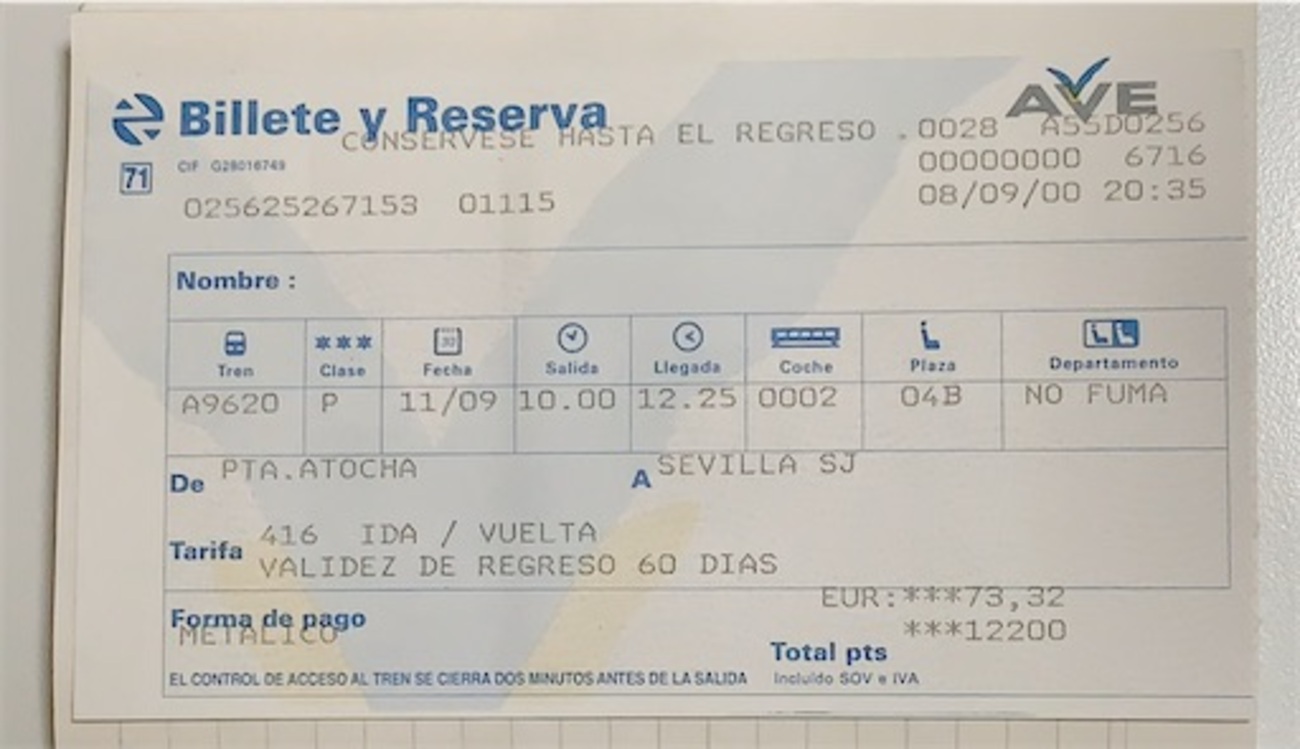 Billete y Reserva
AVE
CONSERVESE HASTA EL REGRESO . 0028 A55D0256
71 CIF G28016749 00000000 6716
025625267153 01115 08/09/00 20:35
Nombre :
Tren Clase Fecha Salida Llegada Coche Plaza Departamento
A9620 P 11/09 10.00 12.25 0002 04B NO FUMA
De PTA.ATOCHA A SEVILLA SJ
Tarifa 416 IDA / VUELTA
VALIDEZ DE REGRESO 60 DIAS
EUR:***73,32
Forma de pago
METALICO ***12200
Total pts
EL CONTROL DE ACCESO AL TREN SE CIERRA DOS MINUTOS ANTES DE LA SALIDA Incluido SOV e IVA